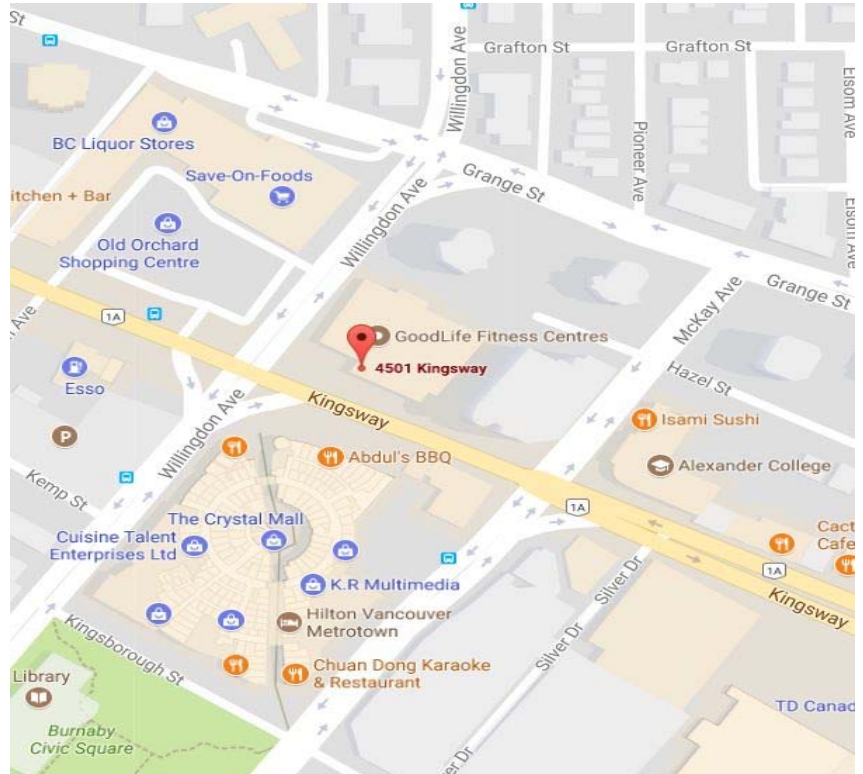 St
Grafton St
Grafton St
Willingdon Ave
Elsom Ave
Pioneer Ave
BC Liquor Stores
Save-On-Foods
itchen + Bar
Willingdon Ave
Grange St
Old Orchard
Shopping Centre
Elsom
McKay Ave
Grange St
1A
GoodLife Fitness Centres
4501 Kingsway
Esso
Hazel St
Kingsway
Willingdon Ave
Isami Sushi
P
Abdul's BBQ
Alexander College
Kemp St
1A
The Crystal Mall
Cuisine Talent
Enterprises Ltd
Cact
Cafe
K.R Multimedia
1A
Silver Dr
Kingsway
Hilton Vancouver
Metrotown
Kingsborough St
Silver Dr
Chuan Dong Karaoke
& Restaurant
Library
TD Canad
Burnaby
Civic Square
er Dr